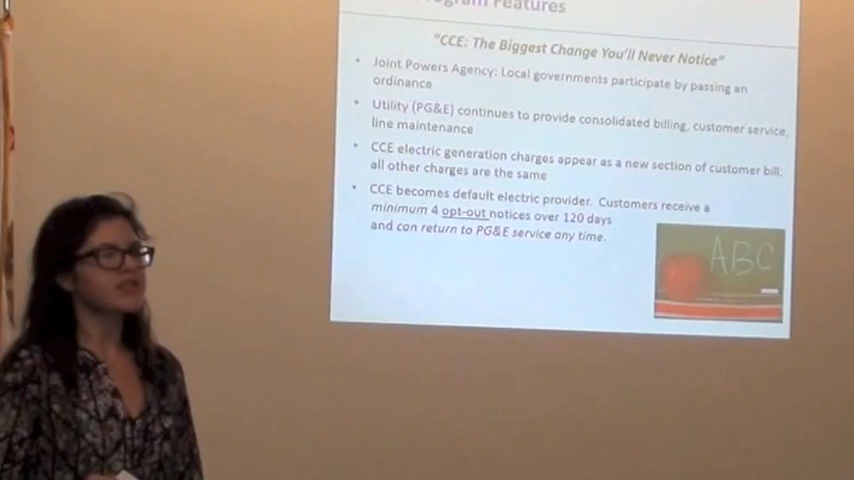 Program Features
"CCE: The Biggest Change You'll Never Notice"
• Joint Powers Agency: Local governments participate by passing an
ordinance
• Utility (PG&E) continues to provide consolidated billing, customer service,
line maintenance
• CCE electric generation charges appear as a new section of customer bill;
all other charges are the same
• CCE becomes default electric provider. Customers receive a
minimum 4 opt-out notices over 120 days
and can return to PG&E service any time.
ABC